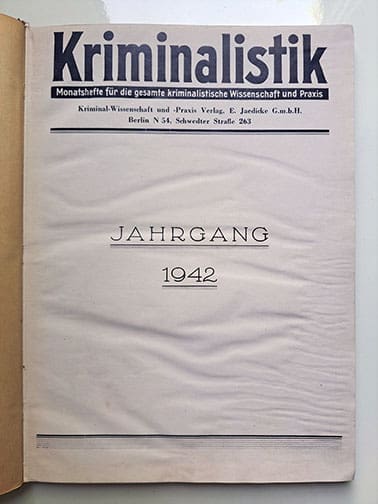 Kriminalistik
Monatshefte für die gesamte kriminalistische Wissenschaft und Praxis
Kriminal-Wissenschaft und -Praxis Verlag, E. Jaedicke G.m.b.H.
Berlin N 54, Schwedter Straße 263
JAHRGANG
1942